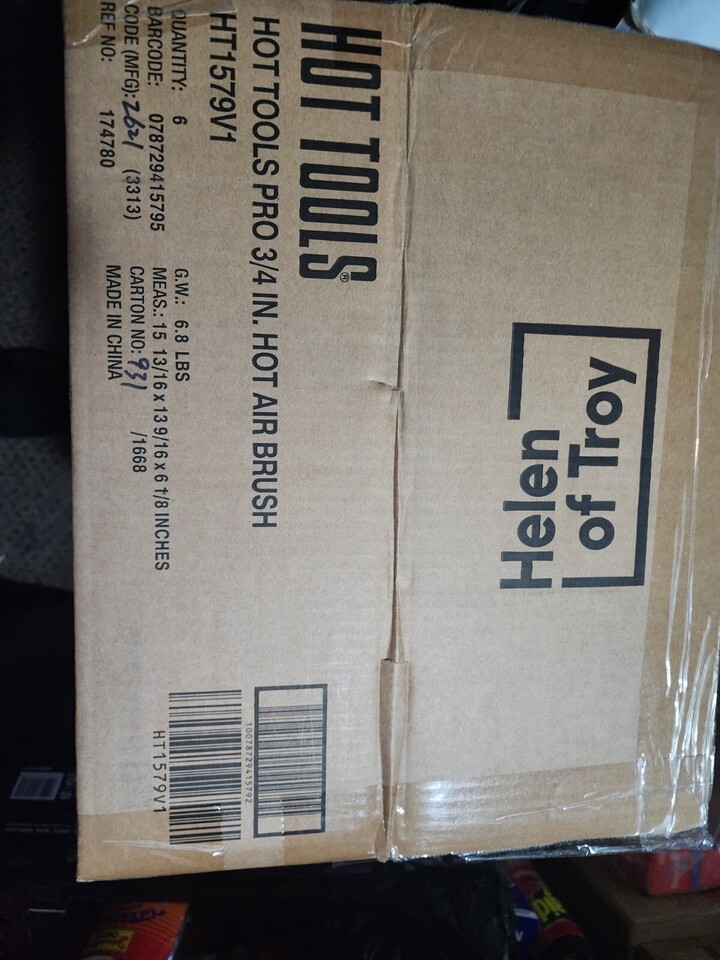 HOT TOOLS®
HOT TOOLS PRO 3/4 IN. HOT AIR BRUSH
HT1579V1
QUANTITY: 6
BARCODE: 078729415795
CODE (MFG): 2621 (3313)
REF NO: 174780
G.W.: 6.8 LBS
MEAS.: 15 13/16 x 13 9/16 x 6 1/8 INCHES
CARTON NO: 931 /1668
MADE IN CHINA
10078729415792
HT1579V1
Helen
of Troy